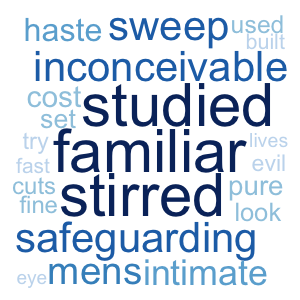 haste sweep used
built
inconceivable
cost studied
set
try familiar lives
fast evil
cuts stirred pure
fine look
safeguarding
eye mens intimate